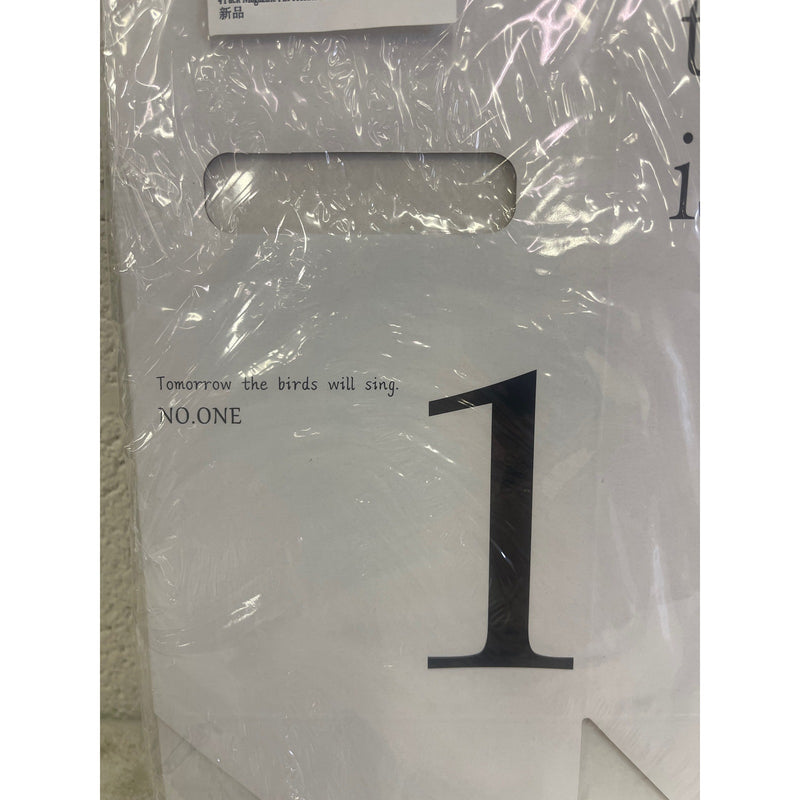 新品
Tomorrow the birds will sing.
NO.ONE
1